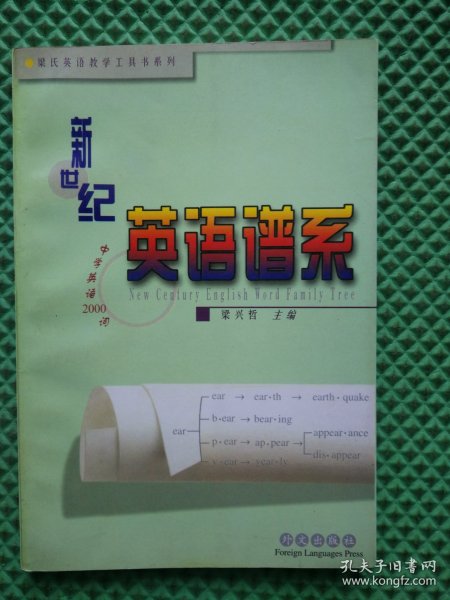 梁氏英语教学工具书系列
新世纪
英语谱系
New Century English Word Family Tree
中学英语2000词
梁兴哲 主编
ear → ear·th → earth·quake
b·ear → bear·ing
ear
p·ear → ap·pear → appear·ance
dis·appear
y·ear → year·ly
外文出版社
Foreign Languages Press
孔夫子旧书网
www.kongfz.com